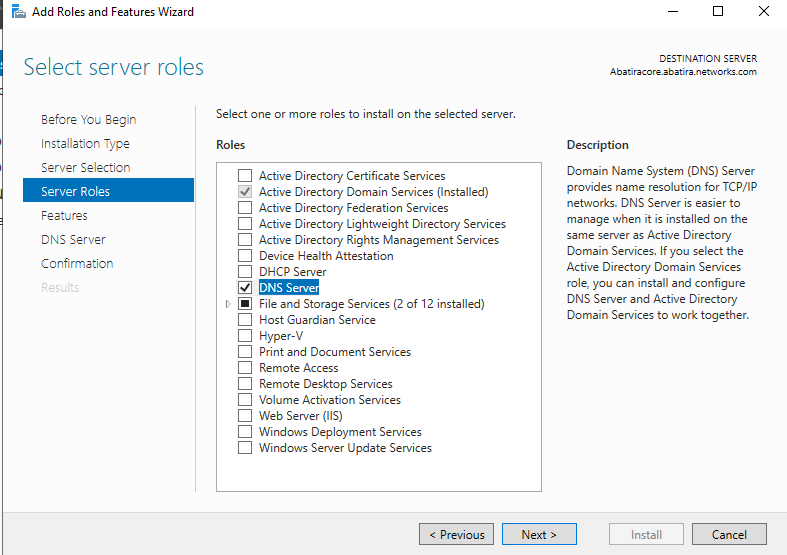 Add Roles and Features Wizard
Select server roles
DESTINATION SERVER
Abatiracore.abatira.networks.com
Before You Begin
Installation Type
Server Selection
Server Roles
Features
DNS Server
Confirmation
Results
Select one or more roles to install on the selected server.
Roles
Active Directory Certificate Services
Active Directory Domain Services (Installed)
Active Directory Federation Services
Active Directory Lightweight Directory Services
Active Directory Rights Management Services
Device Health Attestation
DHCP Server
DNS Server
File and Storage Services (2 of 12 installed)
Host Guardian Service
Hyper-V
Print and Document Services
Remote Access
Remote Desktop Services
Volume Activation Services
Web Server (IIS)
Windows Deployment Services
Windows Server Update Services
Description
Domain Name System (DNS) Server
provides name resolution for TCP/IP
networks. DNS Server is easier to
manage when it is installed on the
same server as Active Directory
Domain Services. If you select the
Active Directory Domain Services
role, you can install and configure
DNS Server and Active Directory
Domain Services to work together.
< Previous
Next >
Install
Cancel